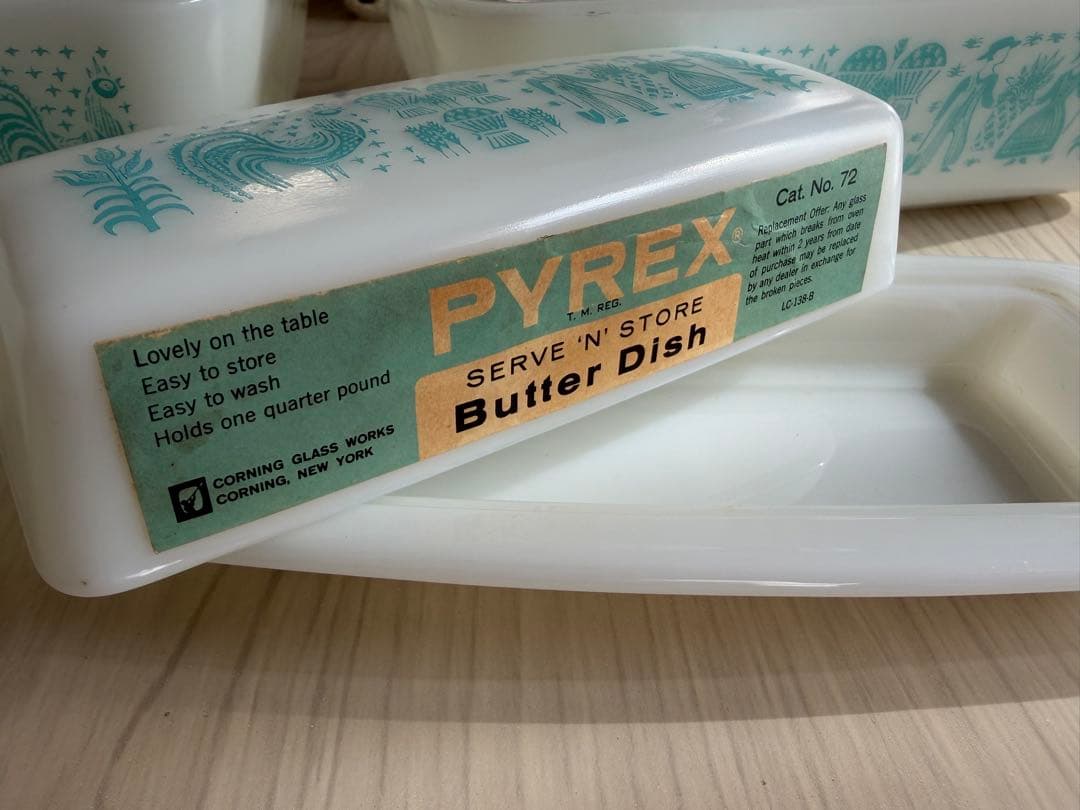 Lovely on the table
Easy to store
Easy to wash
Holds one quarter pound
CORNING GLASS WORKS
CORNING, NEW YORK
PYREX®
T. M. REG.
SERVE 'N' STORE
Butter Dish
Cat. No. 72
Replacement Offer: Any glass
part which breaks from oven
heat within 2 years from date
of purchase may be replaced
by any dealer in exchange for
the broken pieces.
LC-138-B